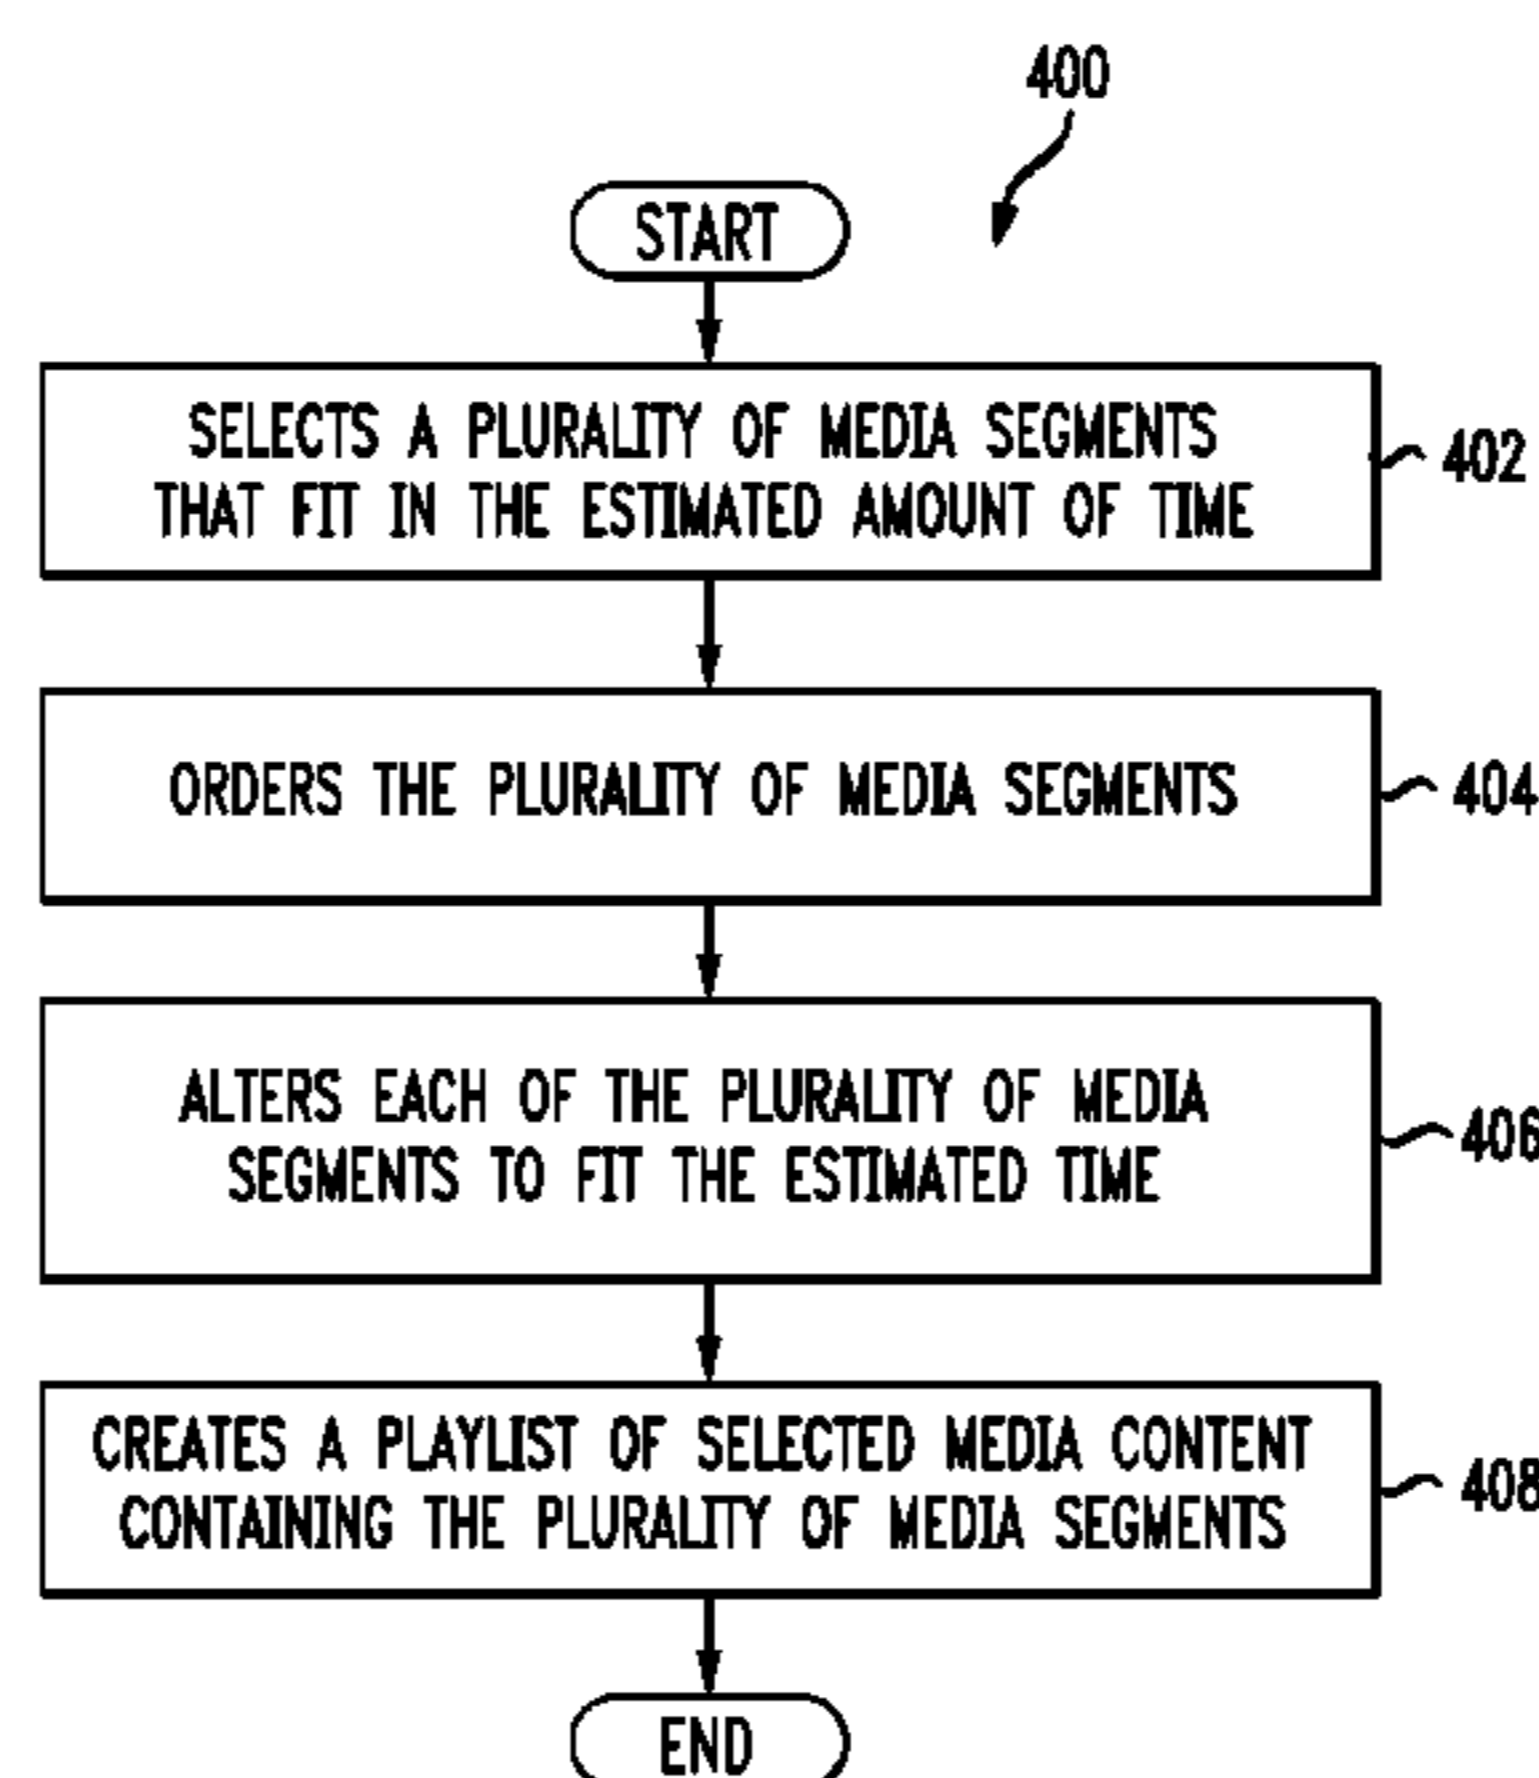 400
START
SELECTS A PLURALITY OF MEDIA SEGMENTS
THAT FIT IN THE ESTIMATED AMOUNT OF TIME
402
ORDERS THE PLURALITY OF MEDIA SEGMENTS
404
ALTERS EACH OF THE PLURALITY OF MEDIA
SEGMENTS TO FIT THE ESTIMATED TIME
406
CREATES A PLAYLIST OF SELECTED MEDIA CONTENT
CONTAINING THE PLURALITY OF MEDIA SEGMENTS
408
END